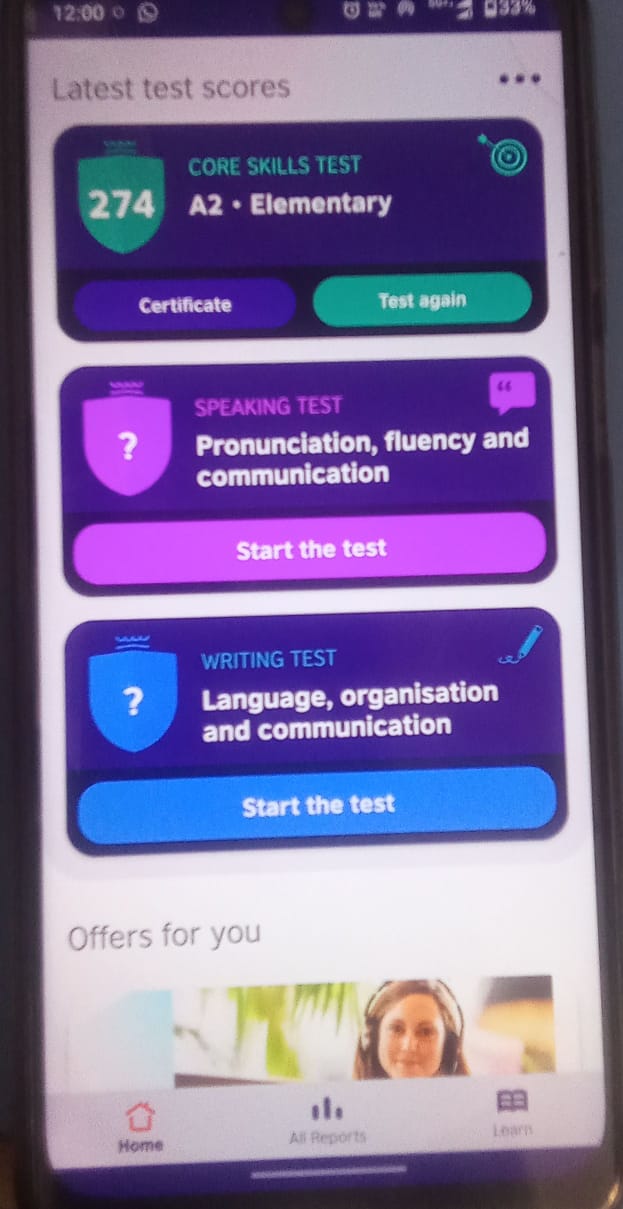 12:00
33%
Latest test scores
CORE SKILLS TEST
274
A2 • Elementary
Certificate
Test again
“
SPEAKING TEST
?
Pronunciation, fluency and
communication
Start the test
WRITING TEST
?
Language, organisation
and communication
Start the test
Offers for you
Home
All Reports
Learn